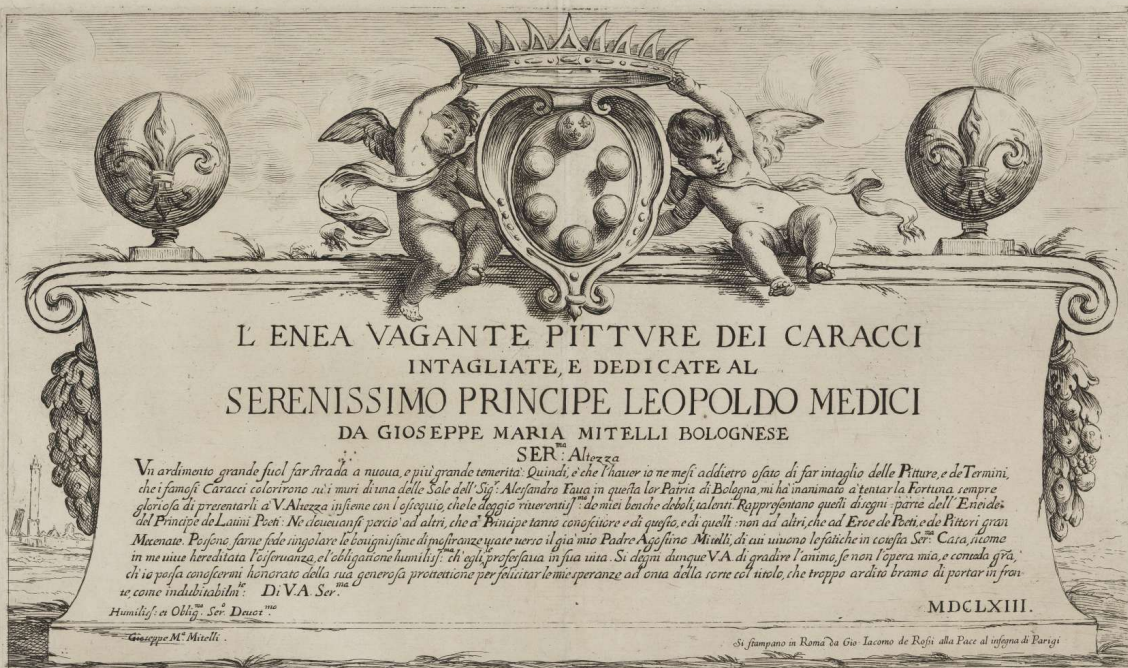 L' ENEA VAGANTE PITTVRE DEI CARACCI
INTAGLIATE, E DEDICATE AL
SERENISSIMO PRINCIPE LEOPOLDO MEDICI
DA GIOSEPPE MARIA MITELLI BOLOGNESE
SER.mo Altezza
Vn ardimento grande suol far strada a nuoua, e più grande temerità: Quindi, è che l'hauer io ne mesi addietro osato di far intaglio delle Pitture, e de Termini,
che i famosi Caracci colorirono su i muri di una delle Sale dell' Sig.r Alessandro Faua in questa lor Patria di Bologna, mi hà inanimato à tentar la Fortuna sempre
gloriosa di presentarli à V. Altezza insieme con l'ossequio, che le deggio riuerentiss.mo de miei benche deboli talenti. Rappresentano questi disegni parte dell' Eneide
del Principe de Latini Poeti: Ne doueuansi perciò ad altri, che à Principe tanto conoscitore e di questo, e di quelli: non ad altri, che ad Eroe de Poeti, e de Pittori gran
Mecenate. Possono farne fede singolare le benignissime dimostranze usate uerso il già mio Padre Agostino Mitelli, di cui uiuono le fatiche in cotesta Ser.ma Casa, sicome
in me uiue hereditata l'osseruanza, e l'obligatione humiliss.ma ch'egli professaua in sua uita. Si degni dunque V.A. di gradire l'animo, se non l'opera mia, e conceda gra,
ch'io possa conoscermi honorato della sua generosa protettione per felicitar le mie speranze ad onta della sorte col titolo, che troppo ardito bramo di portar in fron
te, come indubitabilm.te Di V. A. Ser.ma
Humiliss: et Oblig.mo Ser.o Deuot.mo
MDCLXIII.
Gioseppe M.a Mitelli.
Si stampano in Roma da Gio Iacomo de Rossi alla Pace al insegna di Parigi